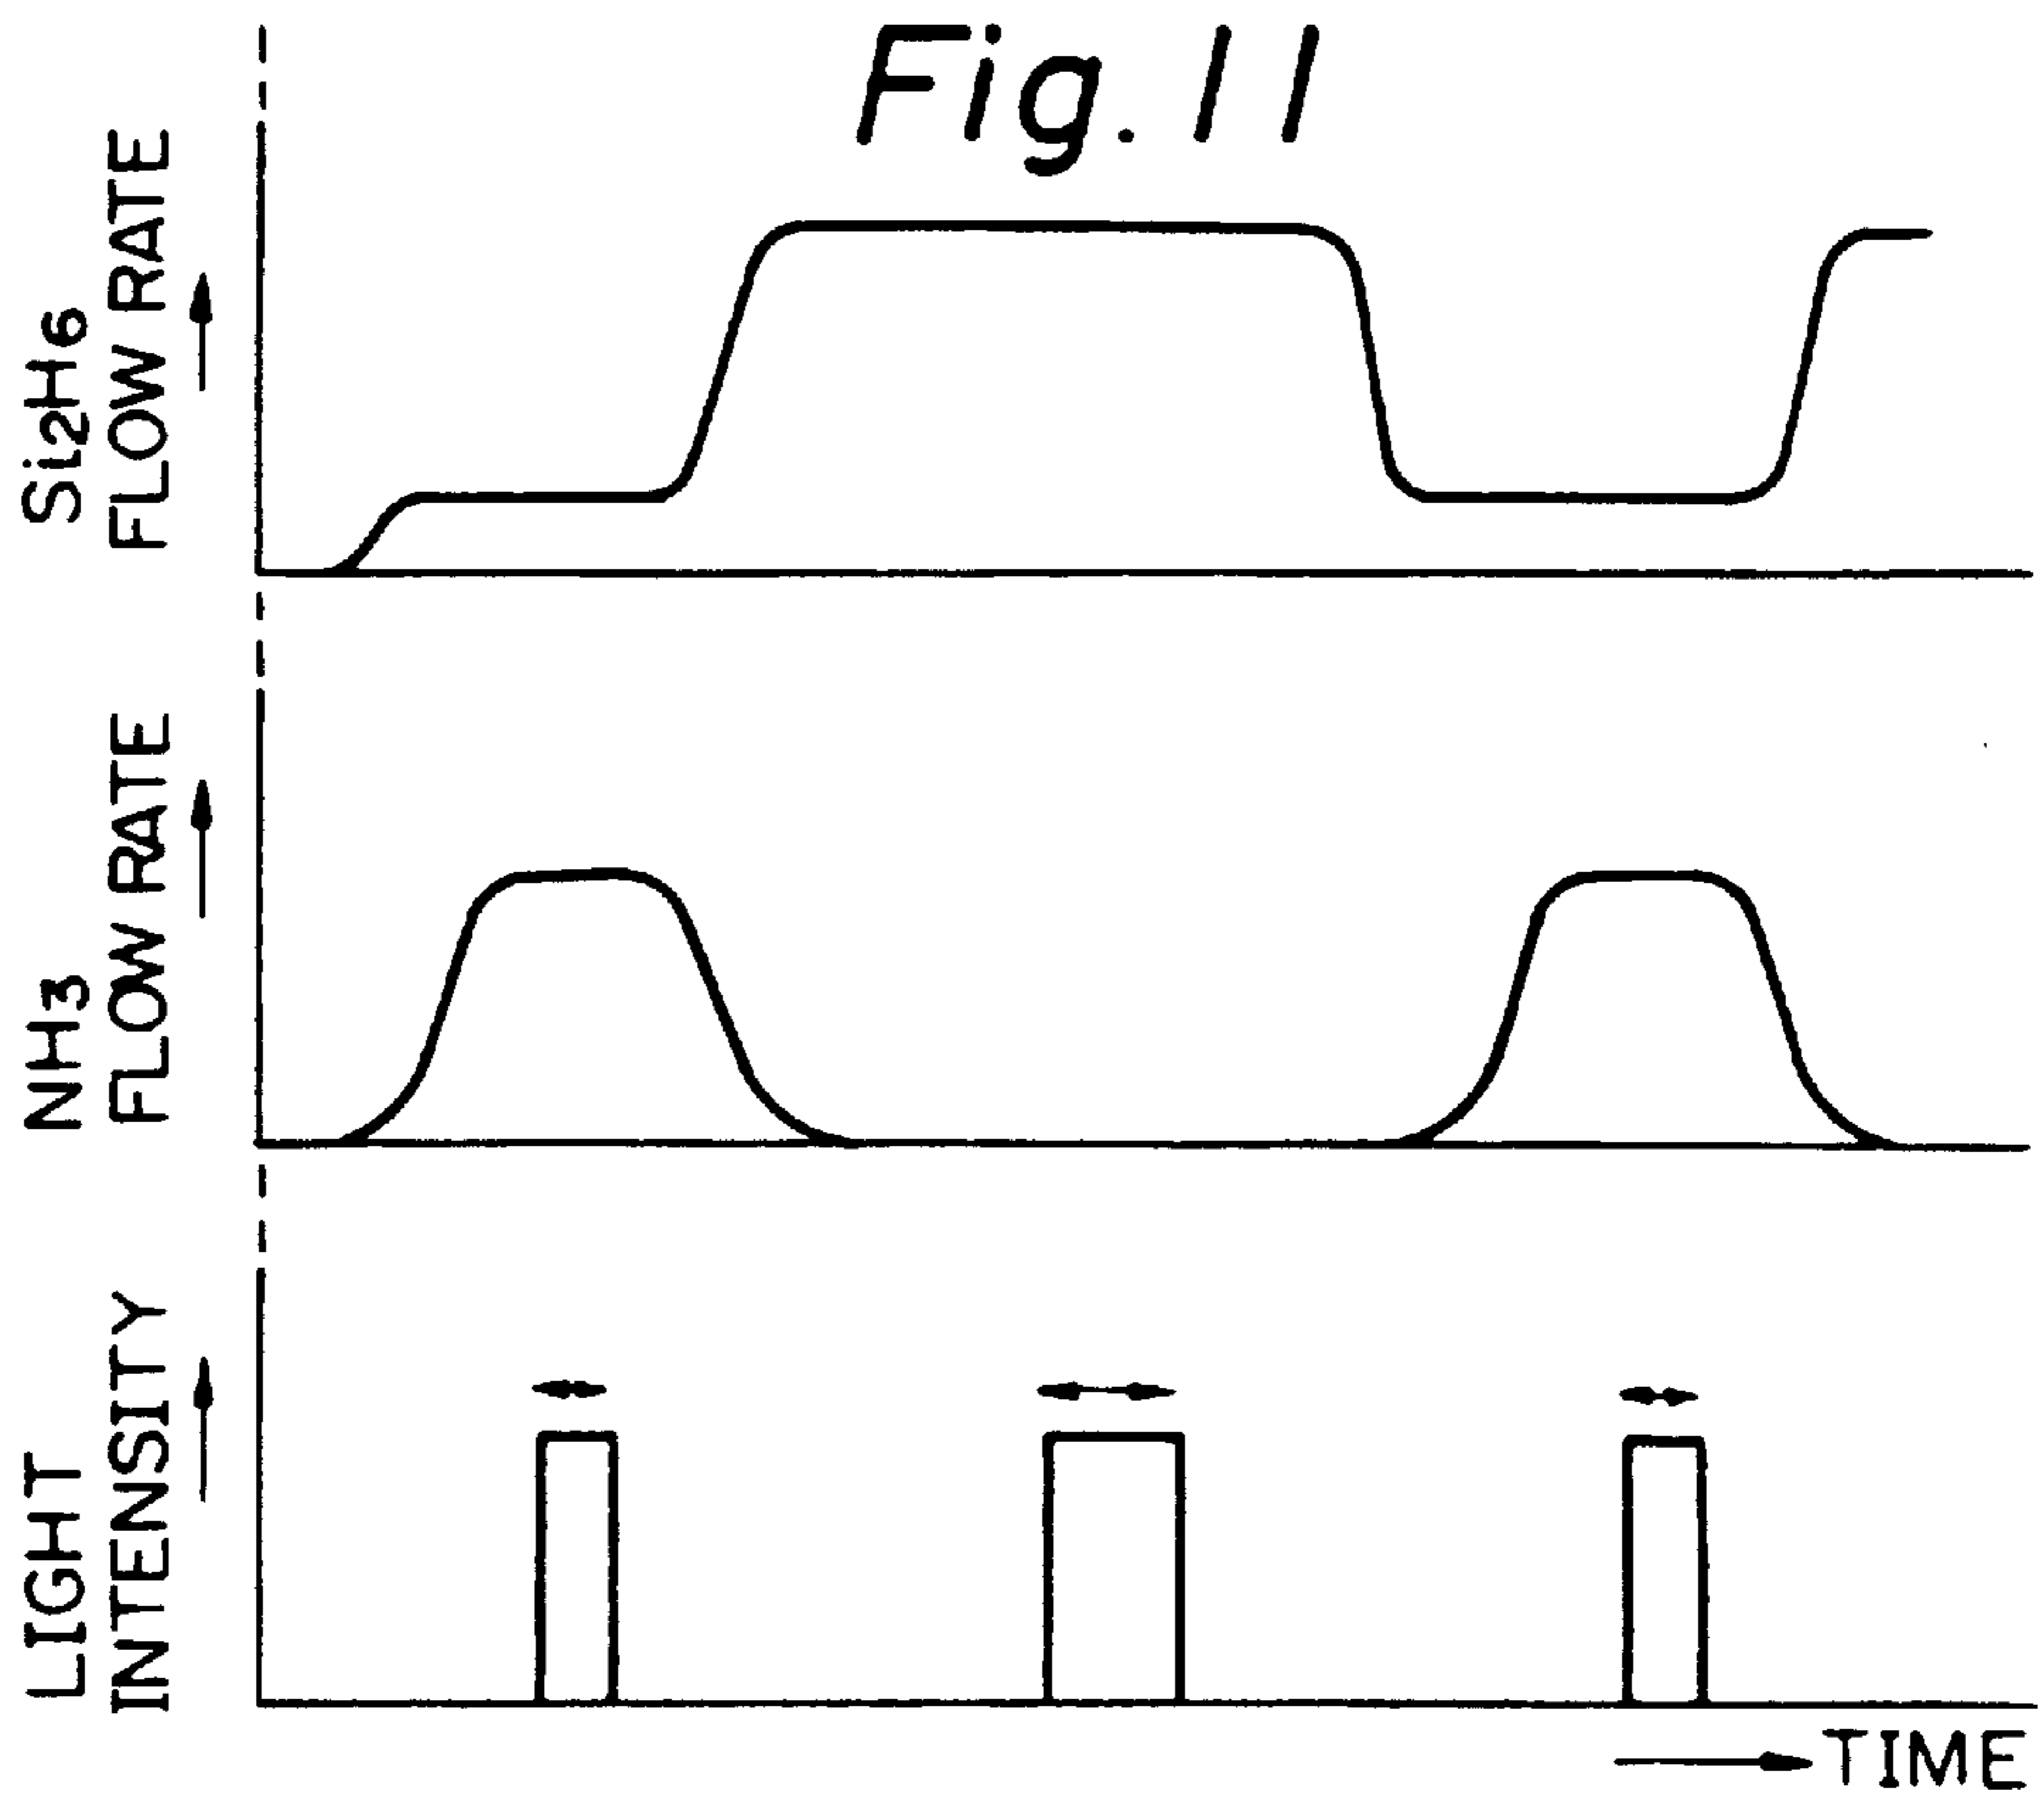 Fig. 11
Si2H6
FLOW RATE
NH3
FLOW RATE
LIGHT
INTENSITY
TIME